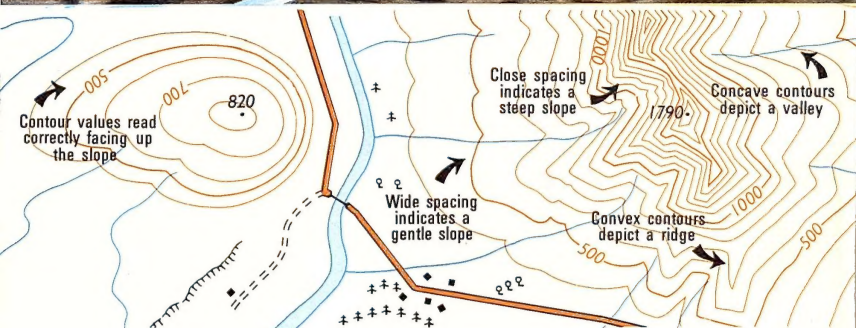 500
Contour values read
correctly facing up
the slope
700
820
Wide spacing
indicates a
gentle slope
Close spacing
indicates a
steep slope
1000
1790
Concave contours
depict a valley
Convex contours
depict a ridge
500
1000
500